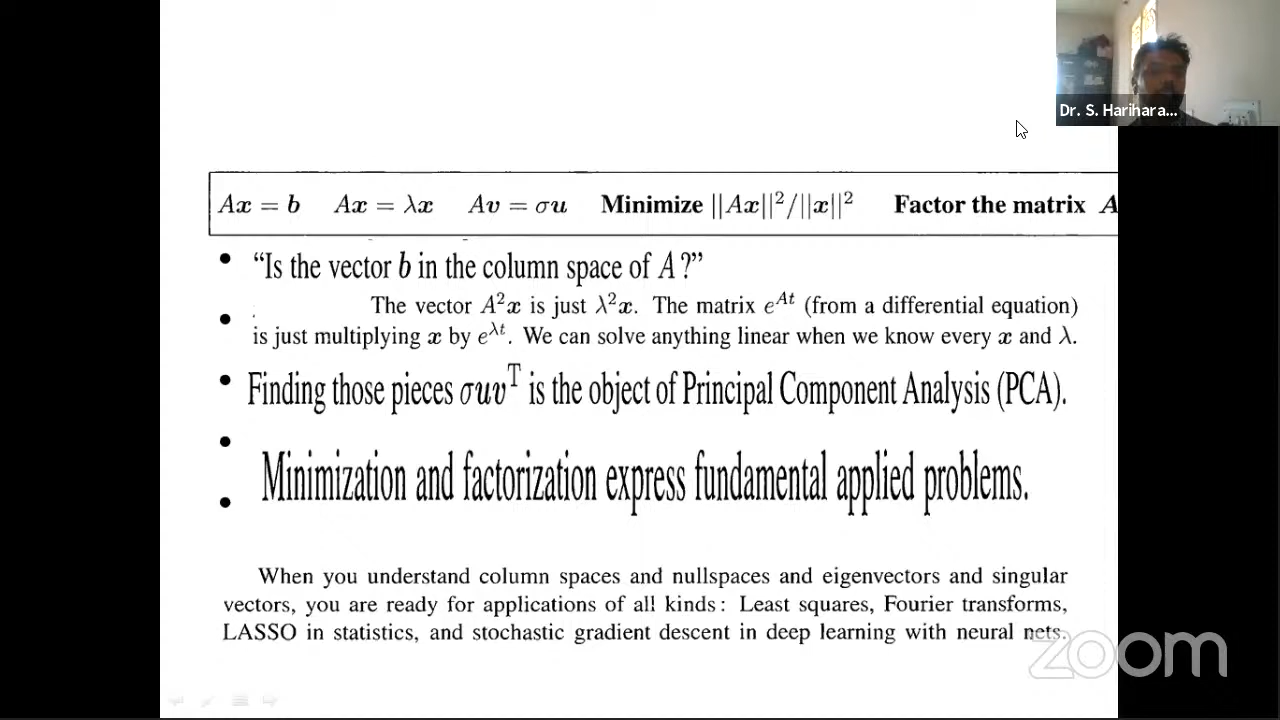 Dr. S. Harihara...
Ax = b Ax = λx Av = σu Minimize ||Ax||²/||x||² Factor the matrix A
• “Is the vector b in the column space of A?”
• The vector A²x is just λ²x. The matrix e^{At} (from a differential equation)
is just multiplying x by e^{λt}. We can solve anything linear when we know every x and λ.
• Finding those pieces σuvᵀ is the object of Principal Component Analysis (PCA).
•
• Minimization and factorization express fundamental applied problems.
When you understand column spaces and nullspaces and eigenvectors and singular
vectors, you are ready for applications of all kinds: Least squares, Fourier transforms,
LASSO in statistics, and stochastic gradient descent in deep learning with neural nets.
zoom